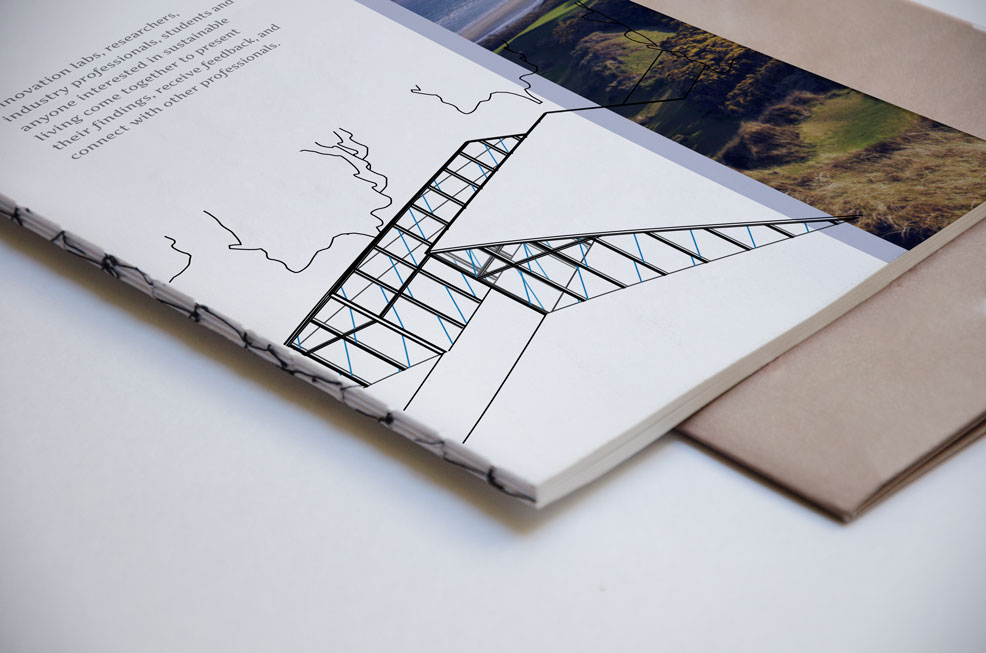 inovation labs, researchers,
industry professionals, students and
anyone interested in sustainable
living come together to present
their findings, receive feedback, and
connect with other professionals.